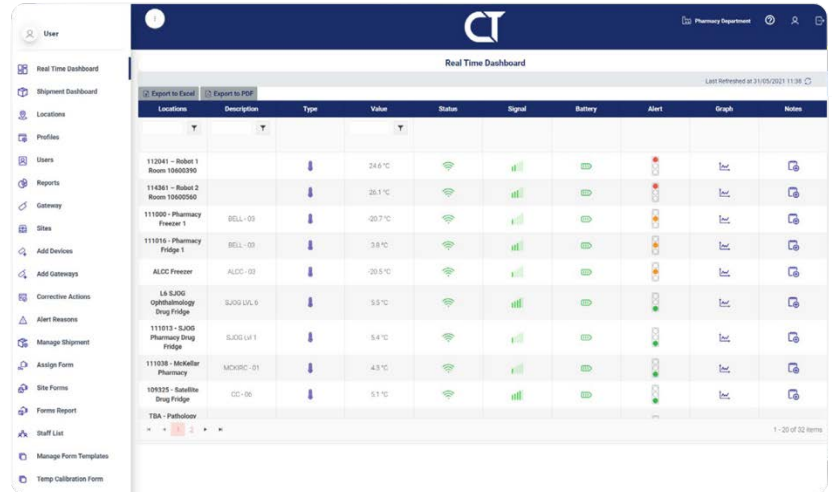 User
Real Time Dashboard
Shipment Dashboard
Locations
Profiles
Users
Reports
Gateway
Sites
Add Devices
Add Gateways
Corrective Actions
Alert Reasons
Manage Shipment
Assign Form
Site Forms
Forms Report
Staff List
Manage Form Templates
Temp Calibration Form
CT
Pharmacy Department
Real Time Dashboard
Last Refreshed at 31/05/2021 11:38
Export to Excel Export to PDF
Locations Description Type Value Status Signal Battery Alert Graph Notes
112041 – Robot 1
Room 10600390
24.6 °C
114361 – Robot 2
Room 10600560
26.1 °C
111000 - Pharmacy
Freezer 1
BELL - 03
-20.7 °C
111016 - Pharmacy
Fridge 1
BELL - 03
3.8 °C
ALCC Freezer
ALCC - 03
-20.5 °C
L6 SJOG
Ophthalmology
Drug Fridge
SJOG LVL 6
5.5 °C
111013 - SJOG
Pharmacy Drug
Fridge
SJOG Lvl 1
5.4 °C
111038 - McKellar
Pharmacy
MCKIRC - 01
4.3 °C
109325 - Satellite
Drug Fridge
CC - 06
5.1 °C
TBA - Pathology
1 2
1 - 20 of 32 items